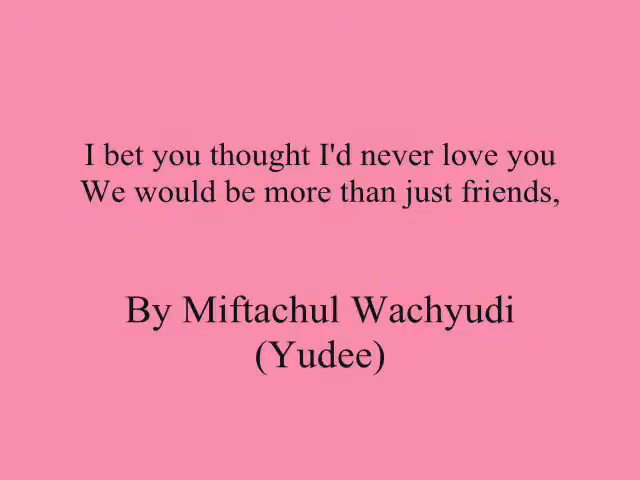 I bet you thought I'd never love you
We would be more than just friends,
By Miftachul Wachyudi
(Yudee)